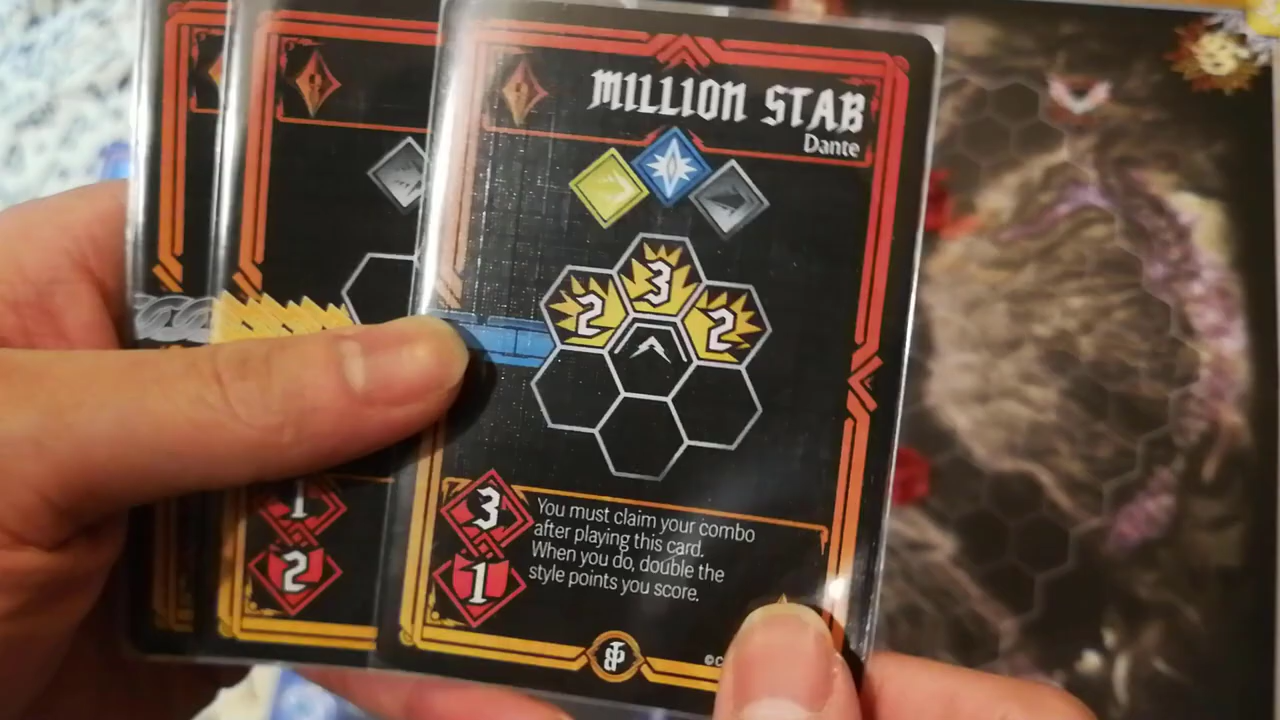 MILLION STAB
Dante
3
2
2
3
1
1
2
You must claim your combo
after playing this card.
When you do, double the
style points you score.
©C